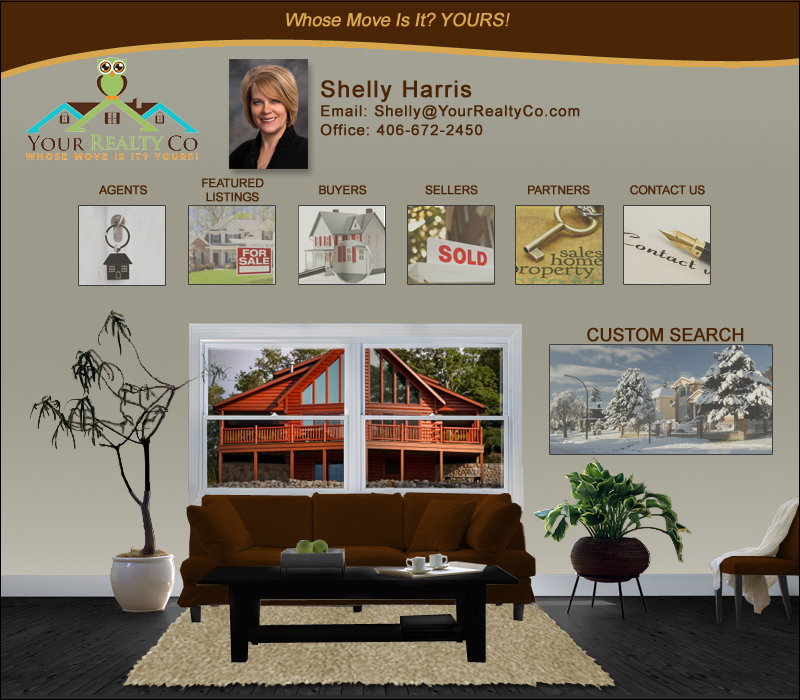 Whose Move Is It? YOURS!
Shelly Harris
Email: Shelly@YourRealtyCo.com
Office: 406-672-2450
YOUR REALTY CO
WHOSE MOVE IS IT? YOURS!
AGENTS
FEATURED
LISTINGS
BUYERS
SELLERS
PARTNERS
CONTACT US
FOR
SALE
SOLD
sales
home
property
Contact u
CUSTOM SEARCH